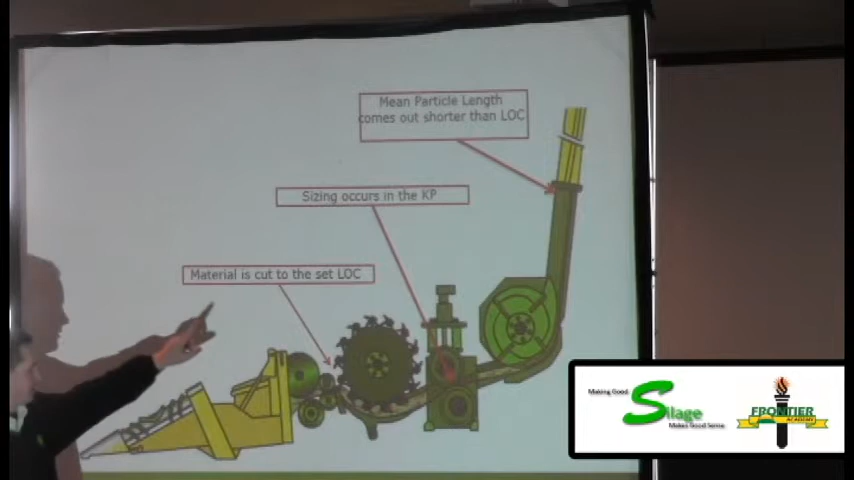 Mean Particle Length
comes out shorter than LOC
Sizing occurs in the KP
Material is cut to the set LOC
Making Good
Silage
Makes Good Sense
FRONTIER
ACADEMY